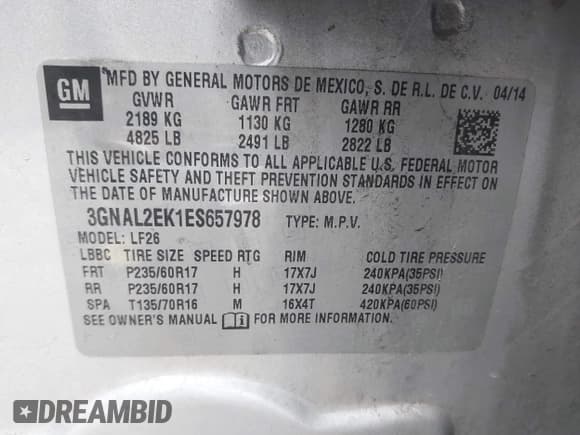 GM
MFD BY GENERAL MOTORS DE MEXICO, S. DE R.L. DE C.V. 04/14
GVWR GAWR FRT GAWR RR
2189 KG 1130 KG 1280 KG
4825 LB 2491 LB 2822 LB
THIS VEHICLE CONFORMS TO ALL APPLICABLE U.S. FEDERAL MOTOR
VEHICLE SAFETY AND THEFT PREVENTION STANDARDS IN EFFECT ON
THE DATE OF MANUFACTURE SHOWN ABOVE.
3GNAL2EK1ES657978 TYPE: M.P.V.
MODEL: LF26
LBBC TIRE SIZE SPEED RTG RIM COLD TIRE PRESSURE
FRT P235/60R17 H 17X7J 240KPA(35PSI)
RR P235/60R17 H 17X7J 240KPA(35PSI)
SPA T135/70R16 M 16X4T 420KPA(60PSI)
SEE OWNER'S MANUAL FOR MORE INFORMATION.
DREAMBID